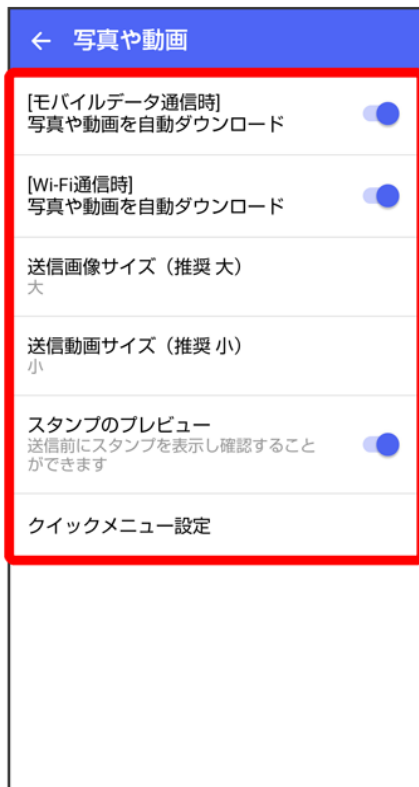 写真や動画
[モバイルデータ通信時]
写真や動画を自動ダウンロード
[Wi-Fi通信時]
写真や動画を自動ダウンロード
送信画像サイズ（推奨 大）
大
送信動画サイズ（推奨 小）
小
スタンプのプレビュー
送信前にスタンプを表示し確認すること
ができます
クイックメニュー設定